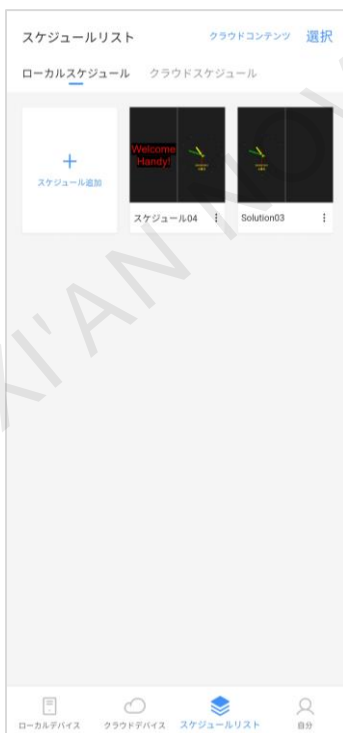 スケジュールリスト
クラウドコンテンツ
選択
ローカルスケジュール
クラウドスケジュール
スケジュール追加
Welcome
Handy!
スケジュール04
Solution03
XI'AN NOV
ローカルデバイス
クラウドデバイス
スケジュールリスト
自分